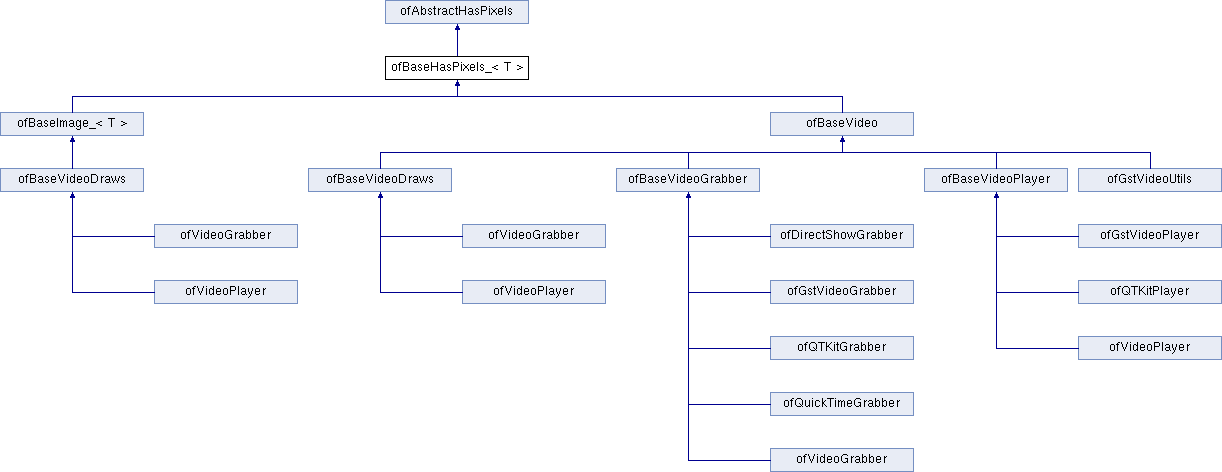 ofAbstractHasPixels
ofBaseHasPixels_< T >
ofBaseImage_< T >
ofBaseVideo
ofBaseVideoDraws
ofBaseVideoDraws
ofBaseVideoGrabber
ofBaseVideoPlayer
ofGstVideoUtils
ofVideoGrabber
ofVideoGrabber
ofDirectShowGrabber
ofGstVideoPlayer
ofVideoPlayer
ofVideoPlayer
ofGstVideoGrabber
ofQTKitPlayer
ofQTKitGrabber
ofVideoPlayer
ofQuickTimeGrabber
ofVideoGrabber